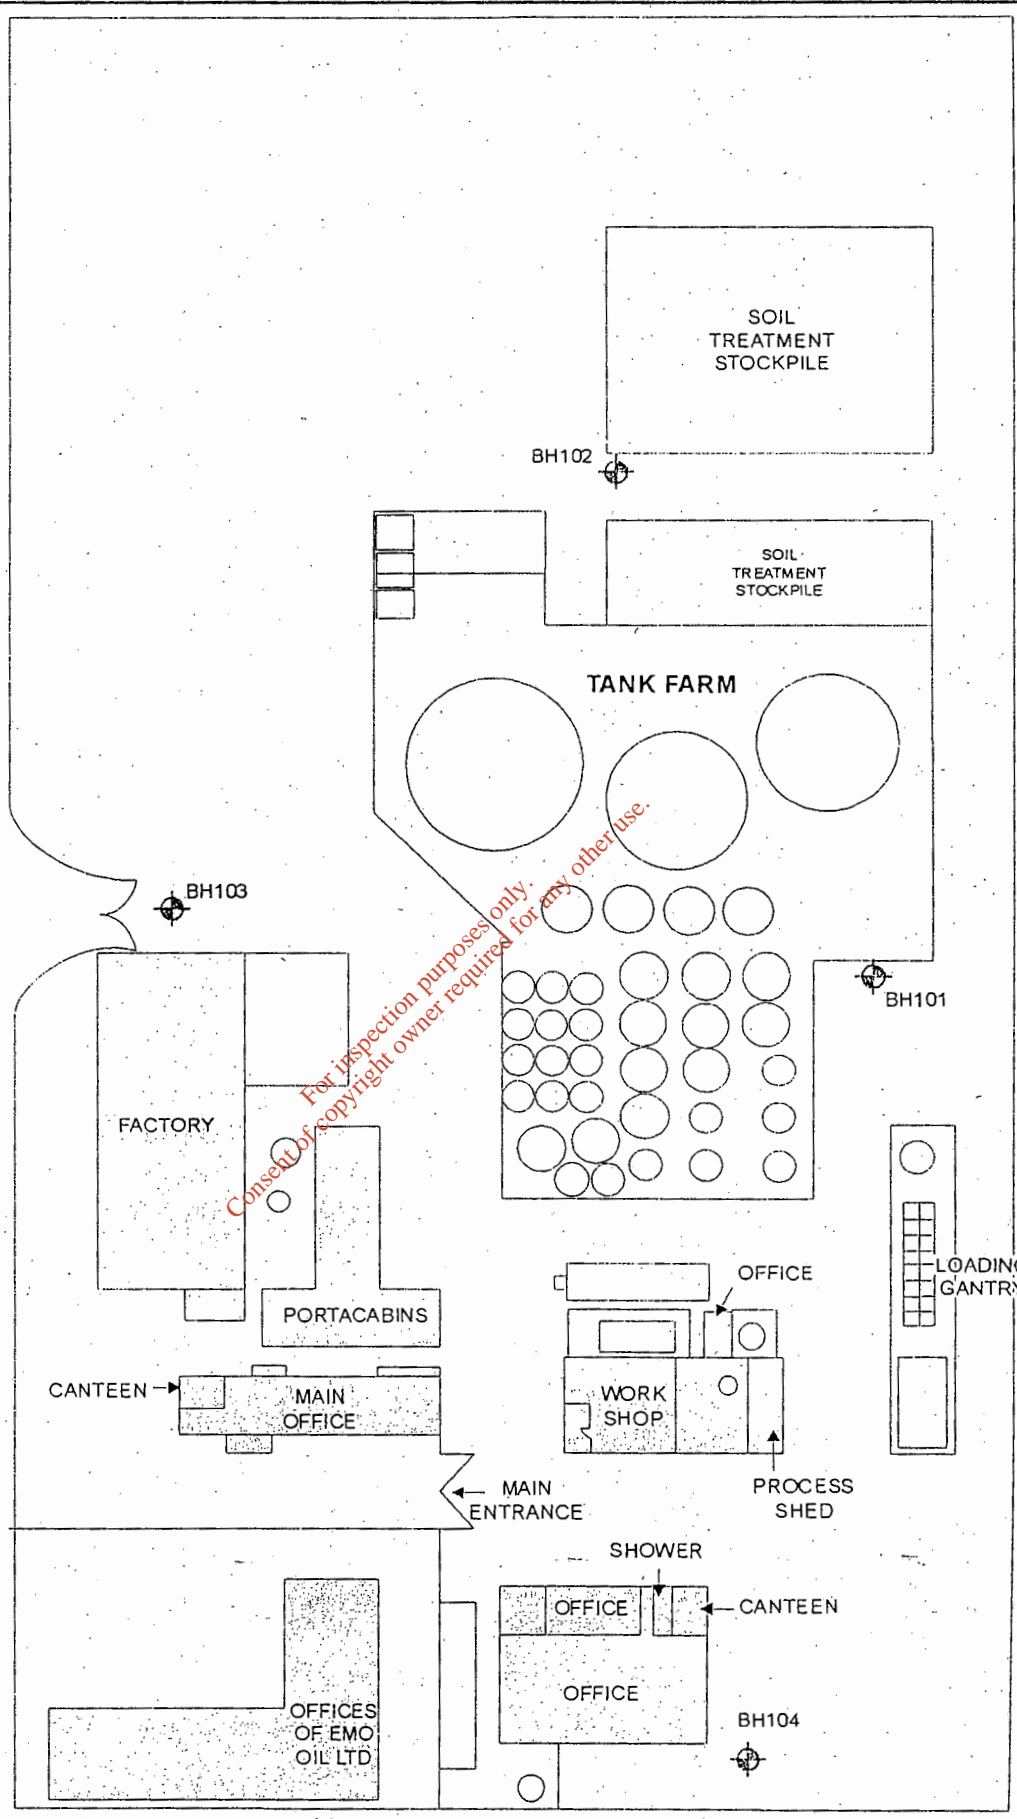 SOIL
TREATMENT
STOCKPILE
BH102
SOIL
TREATMENT
STOCKPILE
TANK FARM
For inspection purposes only.
Consent of copyright owner required for any other use.
BH103
BH101
FACTORY
OFFICE
LOADING
GANTRY
PORTACABINS
CANTEEN
MAIN
OFFICE
WORK
SHOP
MAIN
ENTRANCE
PROCESS
SHED
SHOWER
OFFICE
CANTEEN
OFFICE
OFFICES
OF EMO
OIL LTD
BH104